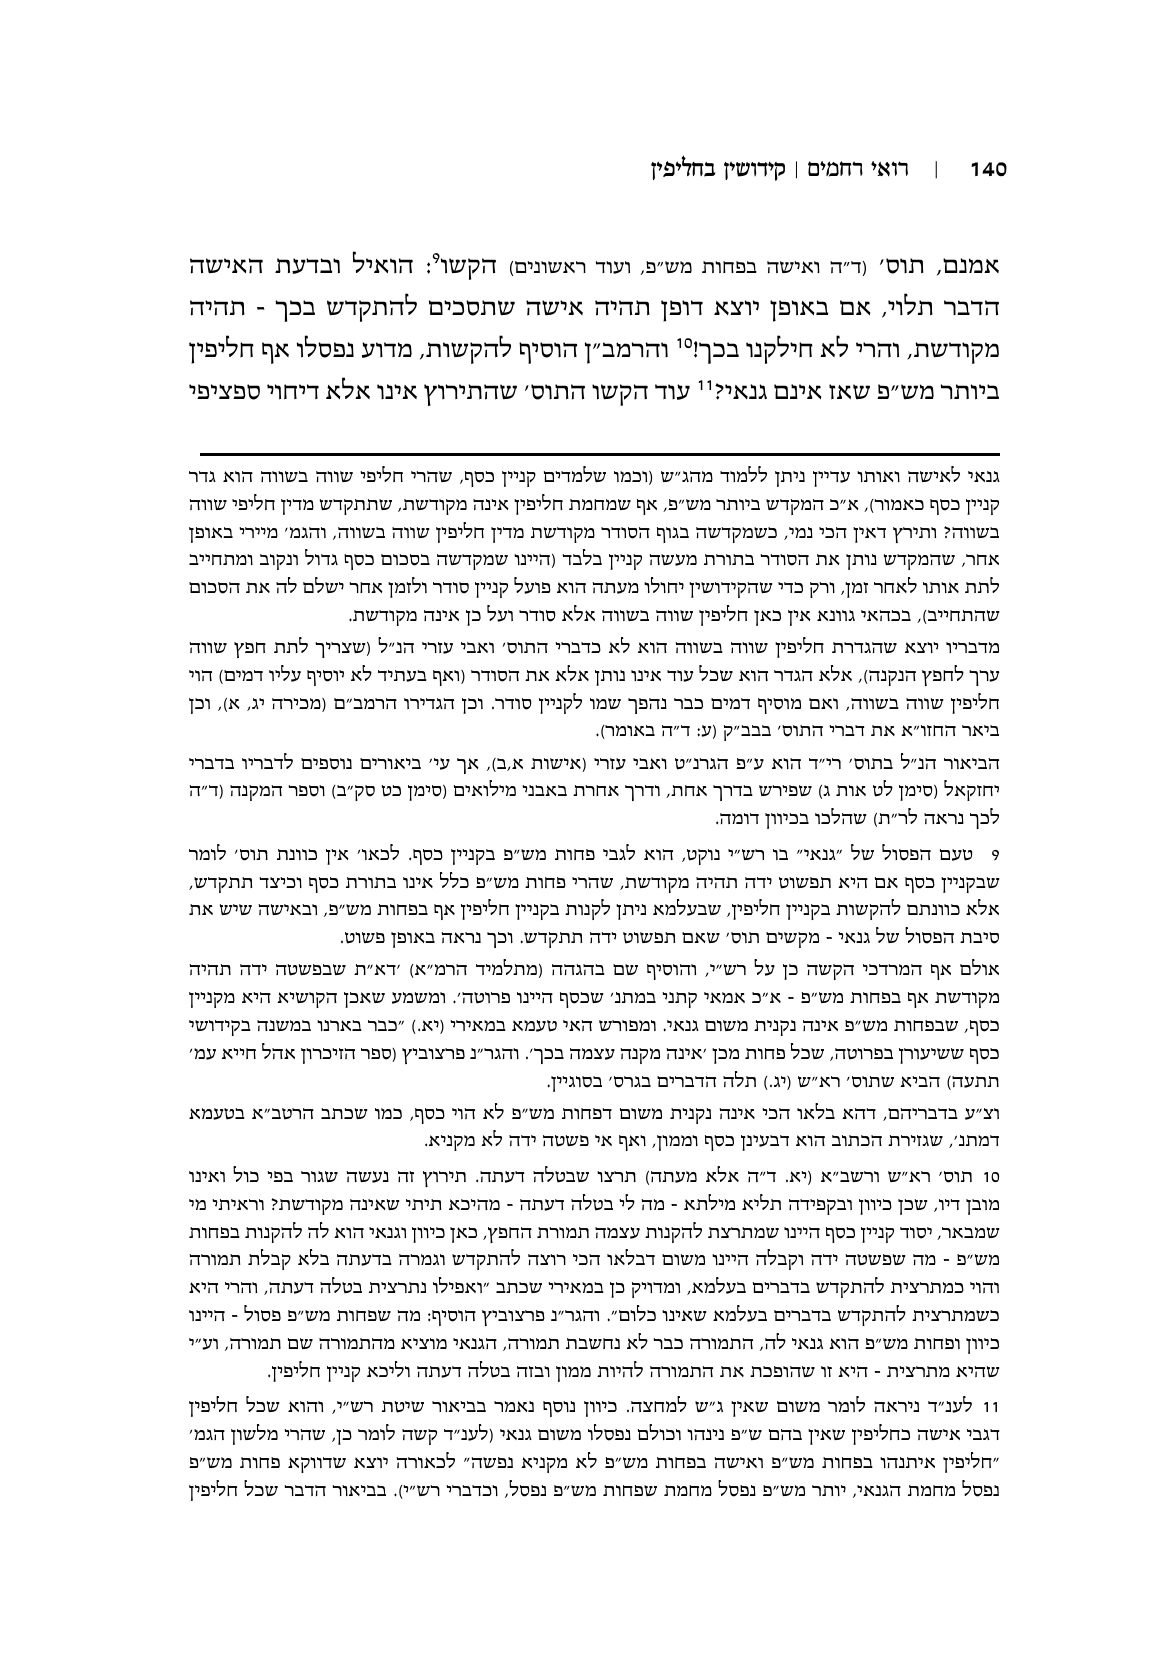 140 | רואי רחמים | קידושין בחליפין
אמנם, תוס׳ (ד״ה ואישה בפחות מש״פ, ועוד ראשונים) הקשו9: הואיל ובדעת האישה
הדבר תלוי, אם באופן יוצא דופן תהיה אישה שתסכים להתקדש בכך - תהיה
מקודשת, והרי לא חילקנו בכך!10 והרמב״ן הוסיף להקשות, מדוע נפסלו אף חליפין
ביותר מש״פ שאז אינם גנאי?11 עוד הקשו התוס׳ שהתירוץ אינו אלא דיחוי ספציפי
גנאי לאישה ואותו עדיין ניתן ללמוד מהג״ש (וכמו שלמדים קניין כסף, שהרי חליפי שווה בשווה הוא גדר
קניין כסף כאמור), א״כ המקדש ביותר מש״פ, אף שמחמת חליפין אינה מקודשת, שתתקדש מדין חליפי שווה
בשווה? ותירץ דאין הכי נמי, כשמקדשה בגוף הסודר מקודשת מדין חליפין שווה בשווה, והגמ׳ מיירי באופן
אחר, שהמקדש נותן את הסודר בתורת מעשה קניין בלבד (היינו שמקדשה בסכום כסף גדול ונקוב ומתחייב
לתת אותו לאחר זמן, ורק כדי שהקידושין יחולו מעתה הוא פועל קניין סודר ולזמן אחר ישלם לה את הסכום
שהתחייב), בכהאי גוונא אין כאן חליפין שווה בשווה אלא סודר ועל כן אינה מקודשת.
מדבריו יוצא שהגדרת חליפין שווה בשווה הוא לא כדברי התוס׳ ואבי עזרי הנ״ל (שצריך לתת חפץ שווה
ערך לחפץ הנקנה), אלא הגדר הוא שכל עוד אינו נותן אלא את הסודר (ואף בעתיד לא יוסיף עליו דמים) הוי
חליפין שווה בשווה, ואם מוסיף דמים כבר נהפך שמו לקניין סודר. וכן הגדירו הרמב״ם (מכירה יג, א), וכן
ביאר החזו״א את דברי התוס׳ בבב״ק (ע: ד״ה באומר).
הביאור הנ״ל בתוס׳ רי״ד הוא ע״פ הגרנ״ט ואבי עזרי (אישות א,ב), אך עי׳ ביאורים נוספים לדבריו בדברי
יחזקאל (סימן לט אות ג) שפירש בדרך אחת, ודרך אחרת באבני מילואים (סימן כט סק״ב) וספר המקנה (ד״ה
לכך נראה לר״ת) שהלכו בכיוון דומה.
9 טעם הפסול של ״גנאי״ בו רש״י נוקט, הוא לגבי פחות מש״פ בקניין כסף. לכאו׳ אין כוונת תוס׳ לומר
שבקניין כסף אם היא תפשוט ידה תהיה מקודשת, שהרי פחות מש״פ כלל אינו בתורת כסף וכיצד תתקדש,
אלא כוונתם להקשות בקניין חליפין, שבעלמא ניתן לקנות בקניין חליפין אף בפחות מש״פ, ובאישה שיש את
סיבת הפסול של גנאי - מקשים תוס׳ שאם תפשוט ידה תתקדש. וכך נראה באופן פשוט.
אולם אף המרדכי הקשה כן על רש״י, והוסיף שם בהגהה (מתלמיד הרמ״א) ׳דא״ת שבפשטה ידה תהיה
מקודשת אף בפחות מש״פ - א״כ אמאי קתני במתנ׳ שכסף היינו פרוטה׳. ומשמע שאכן הקושיא היא מקניין
כסף, שבפחות מש״פ אינה נקנית משום גנאי. ומפורש האי טעמא במאירי (יא.) ״כבר בארנו במשנה בקידושי
כסף ששיעורן בפרוטה, שכל פחות מכן ׳אינה מקנה עצמה בכך׳. והגר״נ פרצוביץ (ספר הזיכרון אהל חייא עמ׳
תתעה) הביא שתוס׳ רא״ש (יג.) תלה הדברים בגרס׳ בסוגיין.
וצ״ע בדבריהם, דהא בלאו הכי אינה נקנית משום דפחות מש״פ לא הוי כסף, כמו שכתב הרטב״א בטעמא
דמתנ׳, שגזירת הכתוב הוא דבעינן כסף וממון, ואף אי פשטה ידה לא מקניא.
10 תוס׳ רא״ש ורשב״א (יא. ד״ה אלא מעתה) תרצו שבטלה דעתה. תירוץ זה נעשה שגור בפי כול ואינו
מובן דיו, שכן כיוון ובקפידה תליא מילתא - מה לי בטלה דעתה - מהיכא תיתי שאינה מקודשת? וראיתי מי
שמבאר, יסוד קניין כסף היינו שמתרצת להקנות עצמה תמורת החפץ, כאן כיוון וגנאי הוא לה להקנות בפחות
מש״פ - מה שפשטה ידה וקבלה היינו משום דבלאו הכי רוצה להתקדש וגמרה בדעתה בלא קבלת תמורה
והוי כמתרצית להתקדש בדברים בעלמא, ומדויק כן במאירי שכתב ״ואפילו נתרצית בטלה דעתה, והרי היא
כשמתרצית להתקדש בדברים בעלמא שאינו כלום״. והגר״נ פרצוביץ הוסיף: מה שפחות מש״פ פסול - היינו
כיוון ופחות מש״פ הוא גנאי לה, התמורה כבר לא נחשבת תמורה, הגנאי מוציא מהתמורה שם תמורה, וע״י
שהיא מתרצית - היא זו שהופכת את התמורה להיות ממון ובזה בטלה דעתה וליכא קניין חליפין.
11 לענ״ד ניראה לומר משום שאין ג״ש למחצה. כיוון נוסף נאמר בביאור שיטת רש״י, והוא שכל חליפין
דגבי אישה כחליפין שאין בהם ש״פ נינהו וכולם נפסלו משום גנאי (לענ״ד קשה לומר כן, שהרי מלשון הגמ׳
״חליפין איתנהו בפחות מש״פ ואישה בפחות מש״פ לא מקניא נפשה״ לכאורה יוצא שדווקא פחות מש״פ
נפסל מחמת הגנאי, יותר מש״פ נפסל מחמת שפחות מש״פ נפסל, וכדברי רש״י). בביאור הדבר שכל חליפין